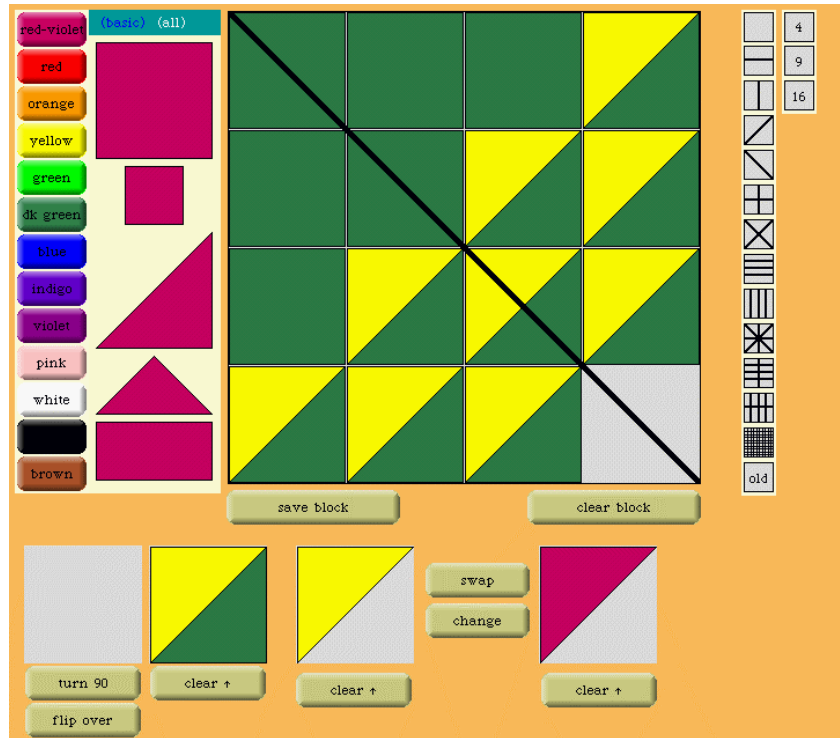 red-violet
(basic) (all)
red
orange
yellow
green
dk green
blue
indigo
violet
pink
white
brown
4
9
16
old
save block
clear block
swap
change
turn 90
clear ↑
clear ↑
clear ↑
flip over